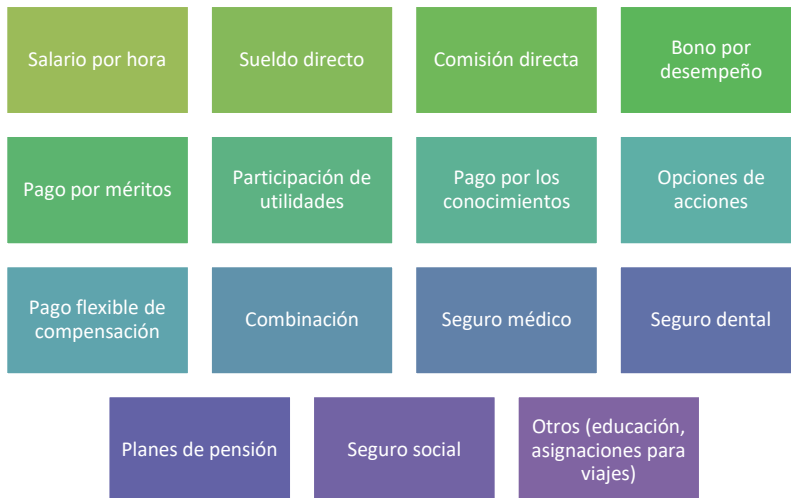 Salario por hora
Sueldo directo
Comisión directa
Bono por
desempeño
Pago por méritos
Participación de
utilidades
Pago por los
conocimientos
Opciones de
acciones
Pago flexible de
compensación
Combinación
Seguro médico
Seguro dental
Planes de pensión
Seguro social
Otros (educación,
asignaciones para
viajes)